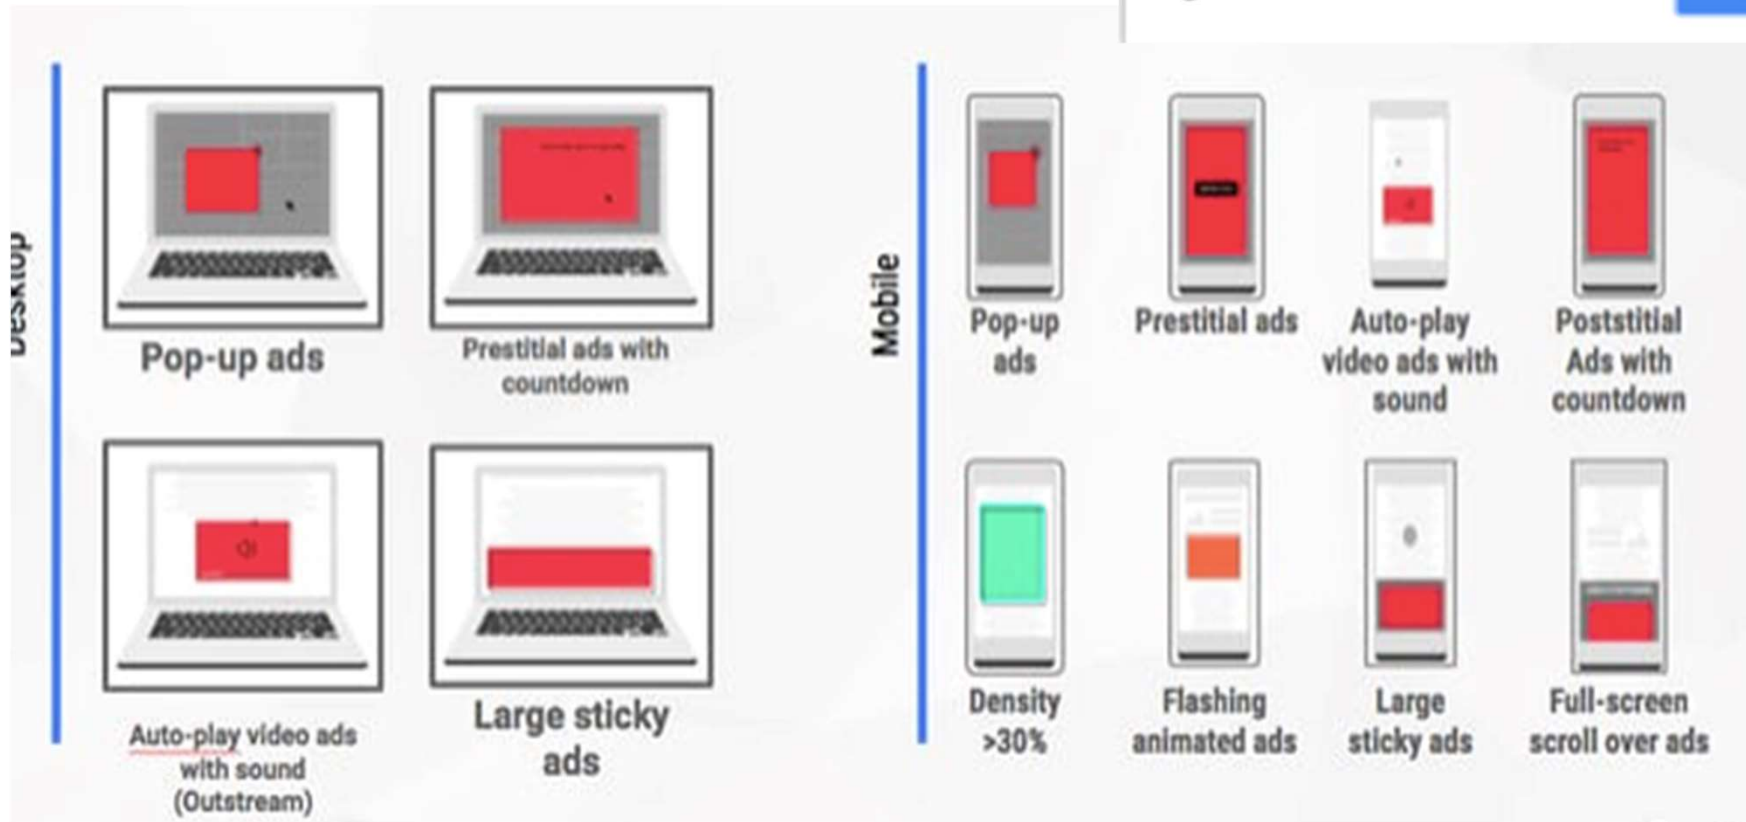 Desktop
Pop-up ads
Prestitial ads with
countdown
Auto-play video ads
with sound
(Outstream)
Large sticky
ads
Mobile
Pop-up
ads
Prestitial ads
Auto-play
video ads with
sound
Poststitial
Ads with
countdown
Density
>30%
Flashing
animated ads
Large
sticky ads
Full-screen
scroll over ads